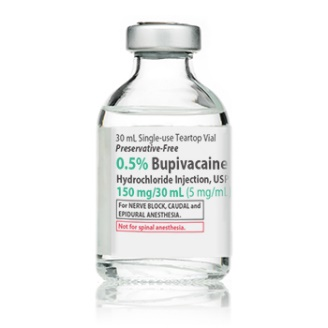 30 mL Single-use Teartop Vial
Preservative-Free
0.5% Bupivacaine
Hydrochloride Injection, USP
150 mg/30 mL (5 mg/mL
For NERVE BLOCK, CAUDAL and
EPIDURAL ANESTHESIA.
Not for spinal anesthesia.